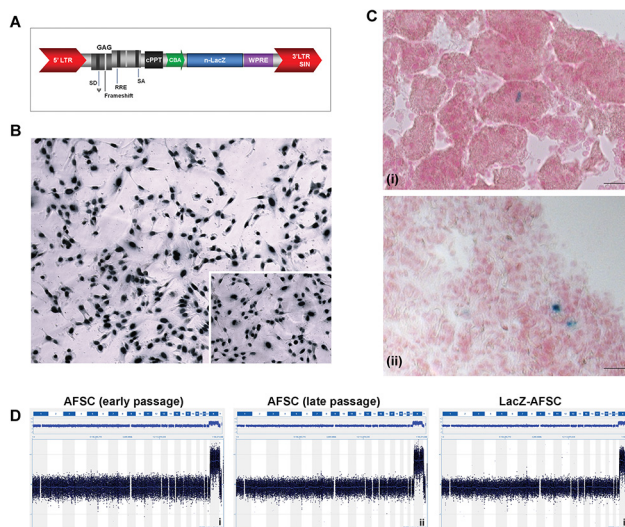 A
5' LTR
GAG
cPPT
CBA
n-LacZ
WPRE
3'LTR
SIN
SD
Ψ
Frameshift
RRE
SA
B
C
(i)
(ii)
D
AFSC (early passage)
AFSC (late passage)
LacZ-AFSC
i
ii
i